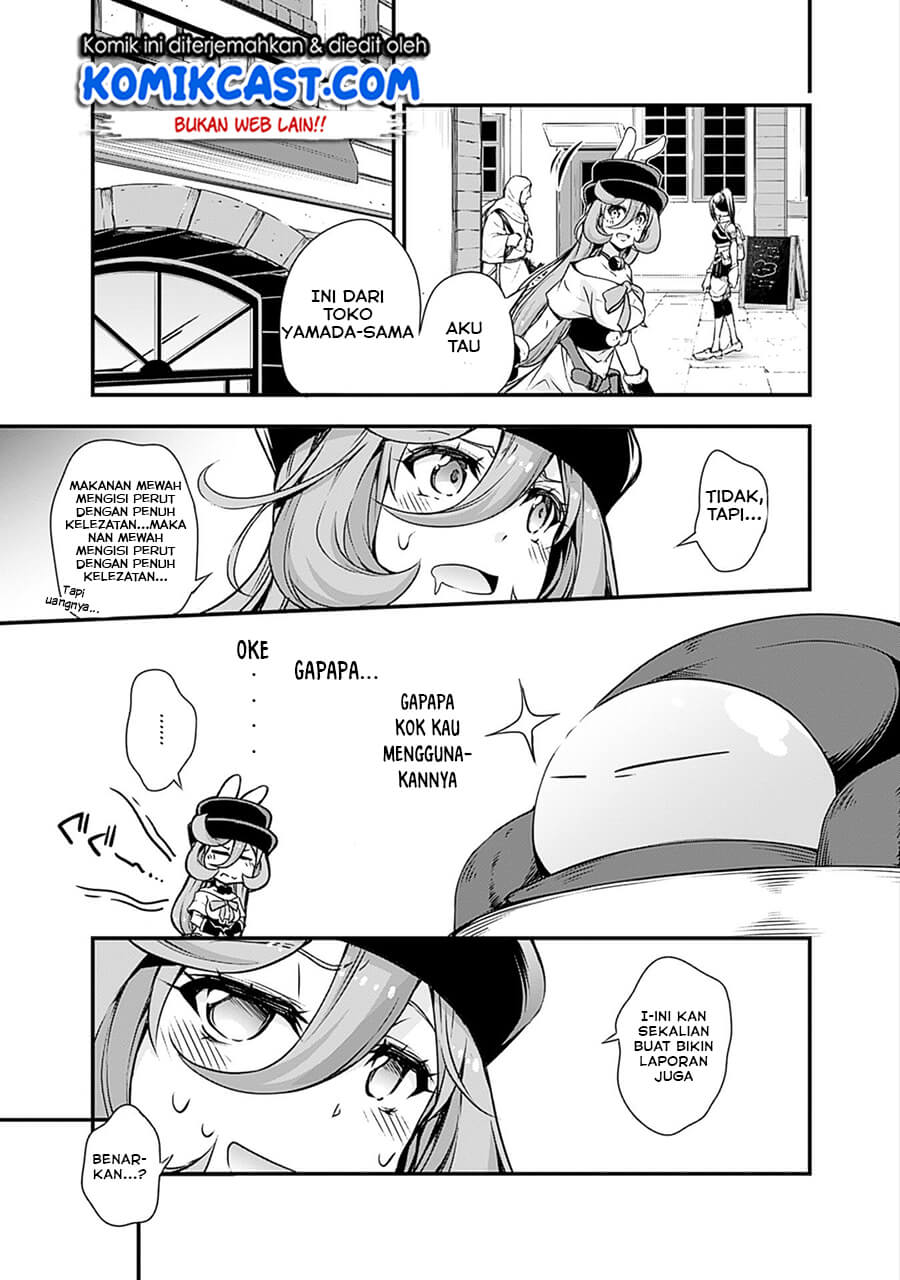 Komik ini diterjemahkan & diedit oleh
KOMIKCAST.COM
BUKAN WEB LAIN!!
AKU
TAU
INI DARI
TOKO
YAMADA-SAMA
TIDAK,
TAPI...
MAKANAN MEWAH
MENGISI PERUT
DENGAN PENUH
KELEZATAN...MAKA
NAN MEWAH
MENGISI PERUT
DENGAN PENUH
KELEZATAN...
Tapi
uangnya...
GAPAPA
KOK KAU
MENGGUNA-
KANNYA
GAPAPA...
OKE
......
I-INI KAN
SEKALIAN
BUAT BIKIN
LAPORAN
JUGA
BENAR-
KAN...?